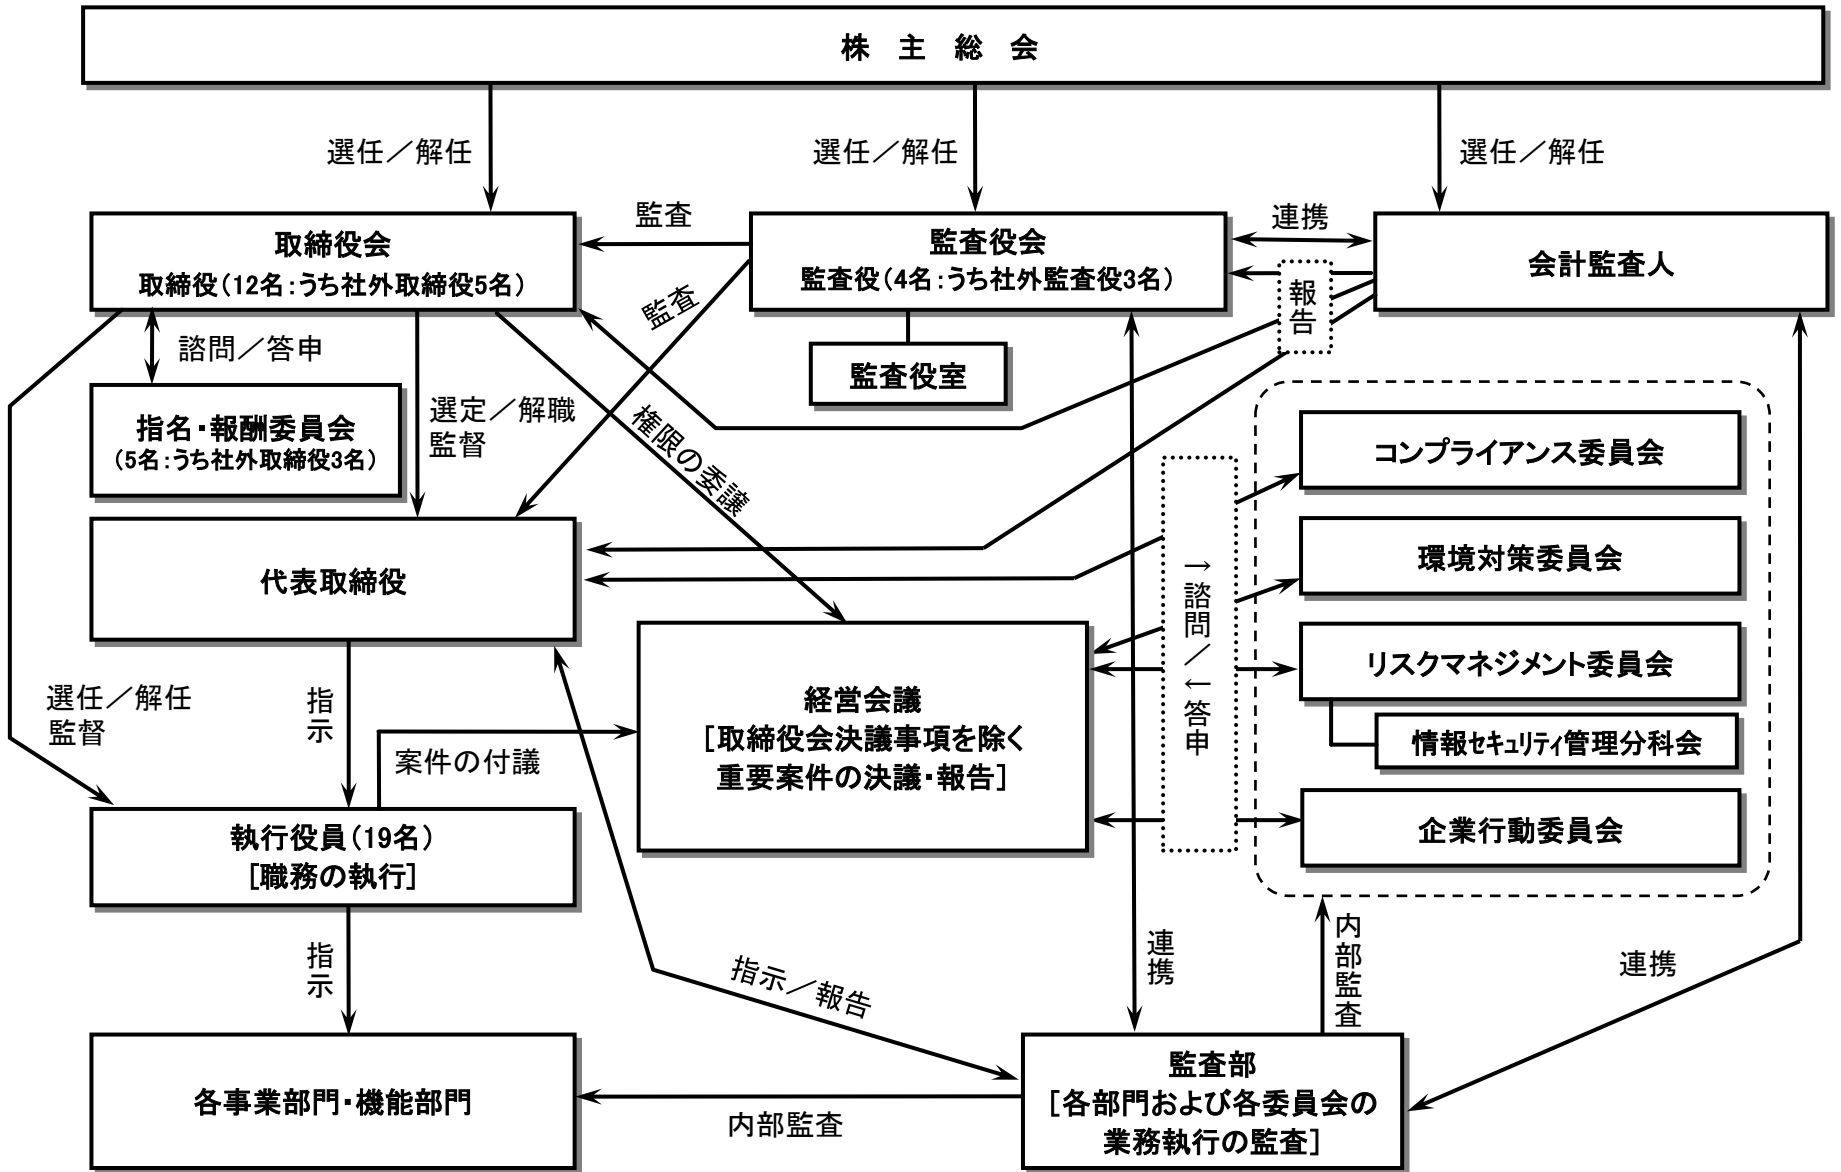 株 主 総 会
選任／解任
選任／解任
選任／解任
取締役会
取締役(12名:うち社外取締役5名)
監査
監査役会
監査役(4名:うち社外監査役3名)
連携
会計監査人
報告
監査
諮問／答申
監査役室
指名・報酬委員会
(5名:うち社外取締役3名)
選定／解職
監督
権限の委譲
コンプライアンス委員会
環境対策委員会
代表取締役
→諮問／←答申
リスクマネジメント委員会
情報セキュリティ管理分科会
企業行動委員会
選任／解任
監督
指示
案件の付議
経営会議
[取締役会決議事項を除く
重要案件の決議・報告]
執行役員(19名)
[職務の執行]
指示
指示／報告
連携
内部監査
連携
各事業部門・機能部門
内部監査
監査部
[各部門および各委員会の
業務執行の監査]